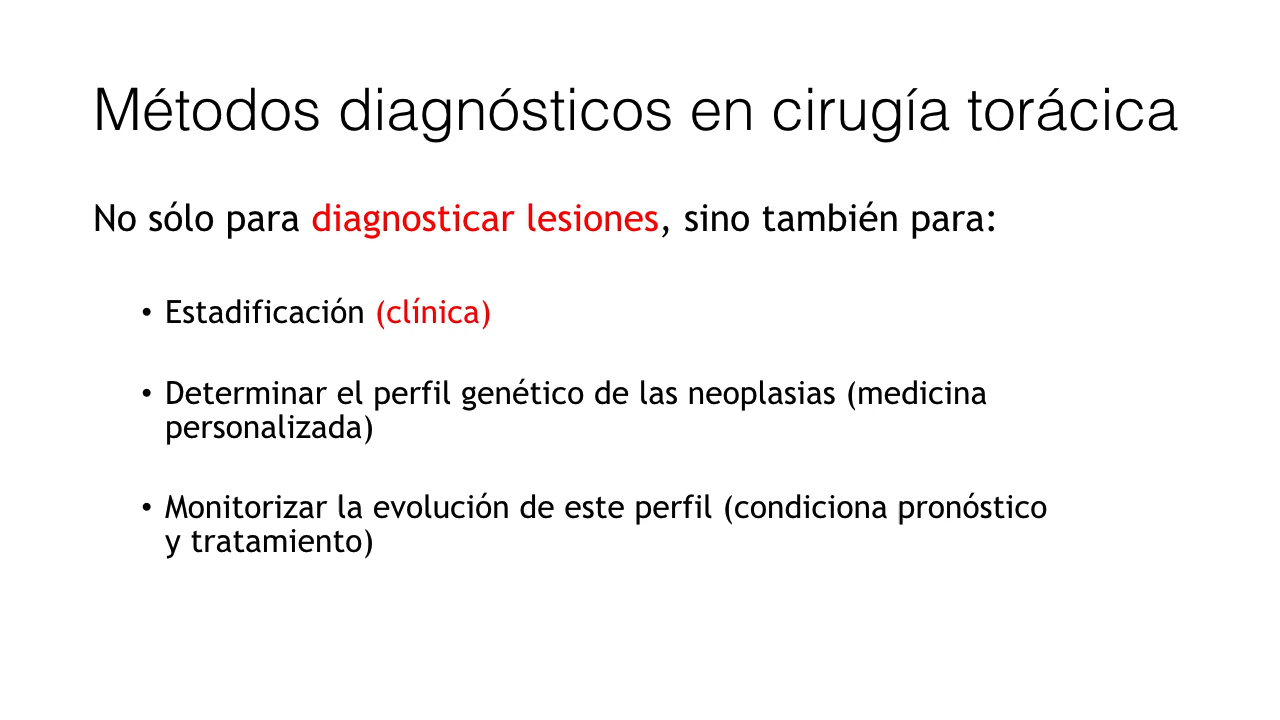 Métodos diagnósticos en cirugía torácica
No sólo para diagnosticar lesiones, sino también para:
• Estadificación (clínica)
• Determinar el perfil genético de las neoplasias (medicina
personalizada)
• Monitorizar la evolución de este perfil (condiciona pronóstico
y tratamiento)